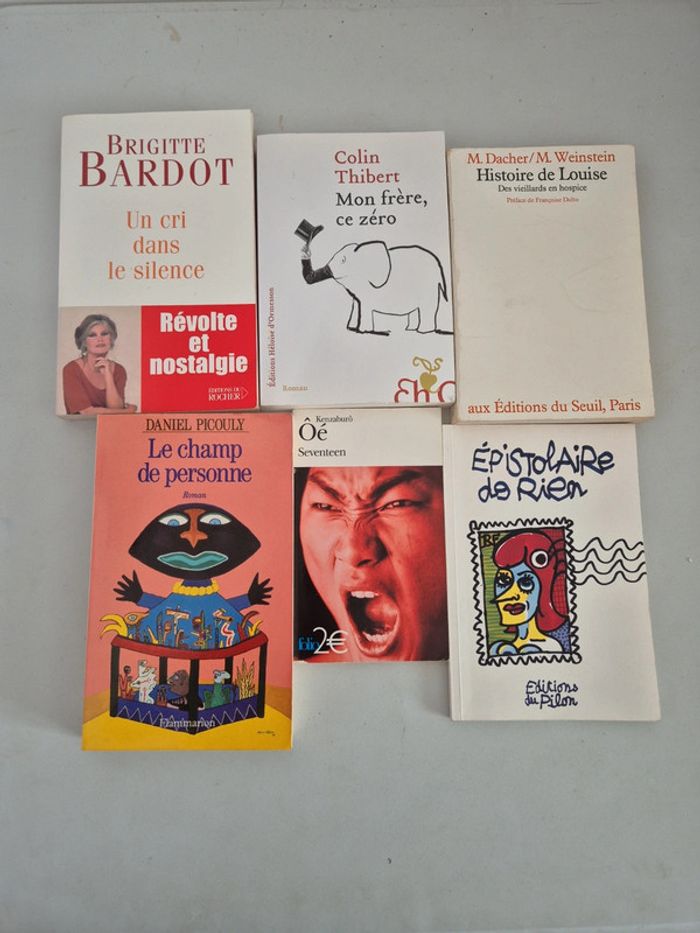 BRIGITTE
BARDOT
Un cri
dans
le silence
Révolte
et
nostalgie
ÉDITIONS DU
ROCHER
Colin
Thibert
Mon frère,
ce zéro
Éditions Héloïse d'Ormesson
Roman
EhO
M. Dacher/M. Weinstein
Histoire de Louise
Des vieillards en hospice
Préface de Françoise Dolto
aux Éditions du Seuil, Paris
DANIEL PICOULY
Le champ
de personne
Roman
Flammarion
Kenzaburô
Ôé
Seventeen
folio
2€
ÉPISTOLAIRE
de Rien
RF
Editions
du Pilon